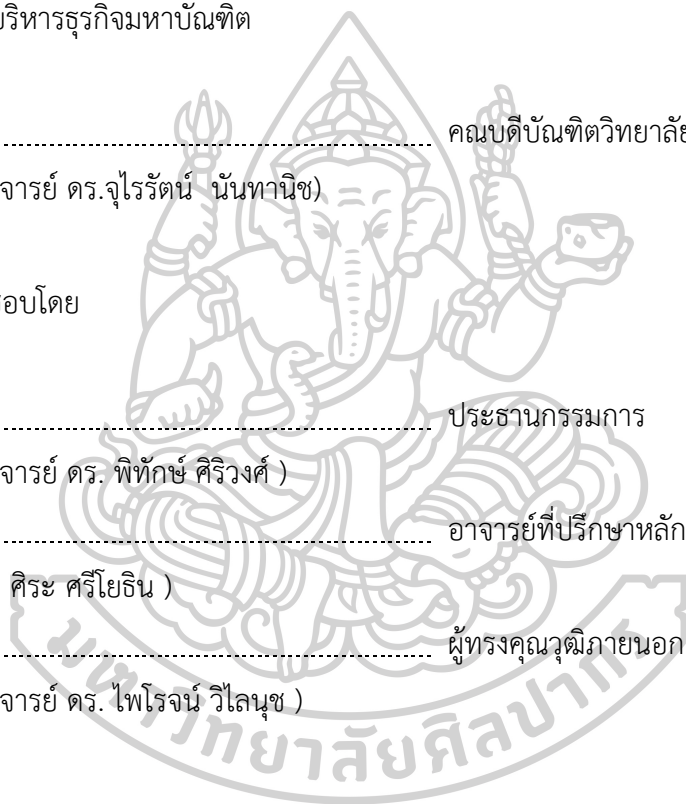 บริหารธุรกิจมหาบัณฑิต
คณบดีบัณฑิตวิทยาลัย
จารย์ ดร.จุไรรัตน์ นันทานิช)
อบโดย
ประธานกรรมการ
จารย์ ดร. พิทักษ์ ศิริวงศ์ )
อาจารย์ที่ปรึกษาหลัก
ศิระ ศรีโยธิน )
ผู้ทรงคุณวุฒิภายนอก
จารย์ ดร. ไพโรจน์ วิไลนุช )
มหาวิทยาลัยศิลปากร